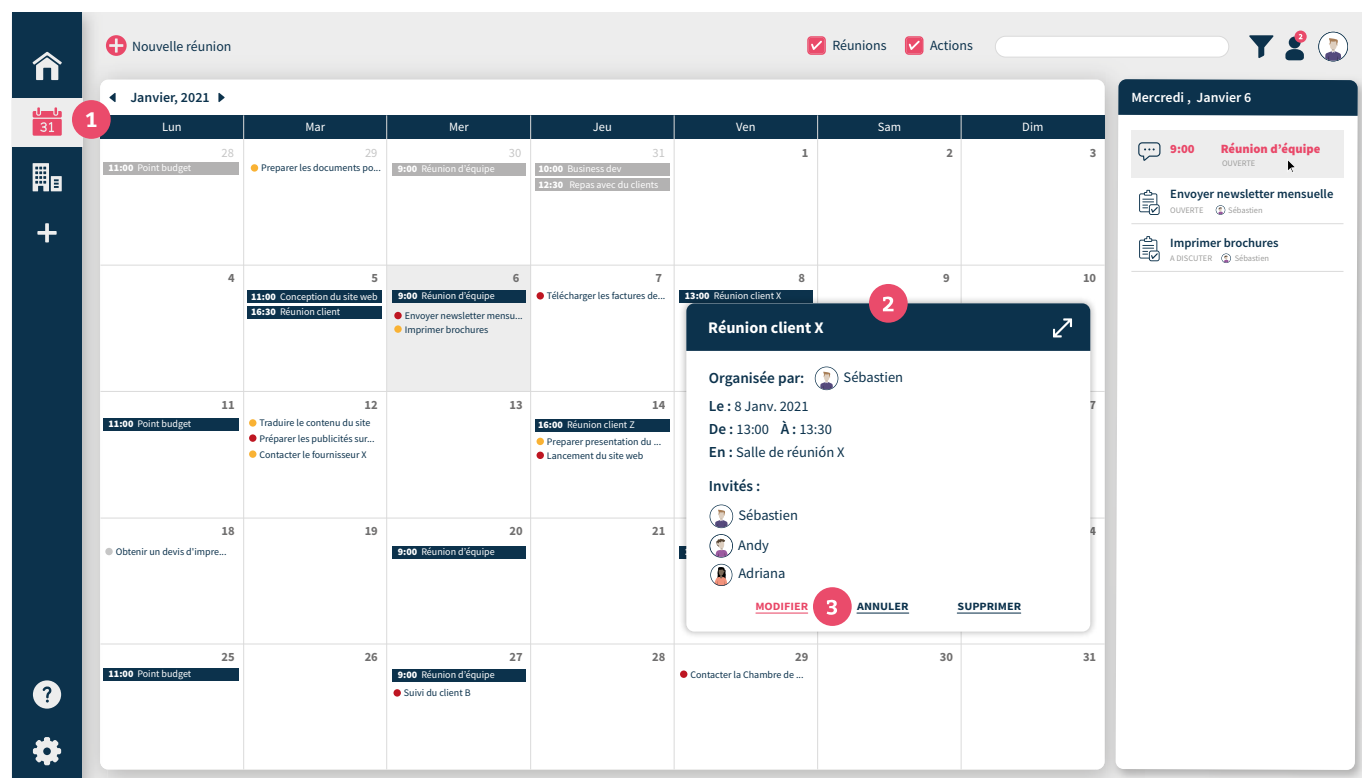 Nouvelle réunion
Réunions
Actions
2
31
1
Janvier, 2021
Lun Mar Mer Jeu Ven Sam Dim
28 29 30 31 1 2 3
11:00 Point budget
Preparer les documents po...
9:00 Réunion d'équipe
10:00 Business dev
12:30 Repas avec du clients
4 5 6 7 8 9 10
11:00 Conception du site web
16:30 Réunion client
9:00 Réunion d'équipe
Envoyer newsletter mensu...
Imprimer brochures
Télécharger les factures de...
13:00 Réunion client X
11 12 13 14 7
11:00 Point budget
Traduire le contenu du site
Préparer les publicités sur...
Contacter le fournisseur X
16:00 Réunion client Z
Preparer presentation du ...
Lancement du site web
18 19 20 21 4
Obtenir un devis d'impre...
9:00 Réunion d'équipe
25 26 27 28 29 30 31
11:00 Point budget
9:00 Réunion d'équipe
Suivi du client B
Contacter la Chambre de ...
2
Réunion client X
Organisée par: Sébastien
Le : 8 Janv. 2021
De : 13:00 À : 13:30
En : Salle de réunión X
Invités :
Sébastien
Andy
Adriana
MODIFIER 3 ANNULER SUPPRIMER
Mercredi , Janvier 6
9:00 Réunion d'équipe
OUVERTE
Envoyer newsletter mensuelle
OUVERTE Sébastien
Imprimer brochures
A DISCUTER Sébastien
?